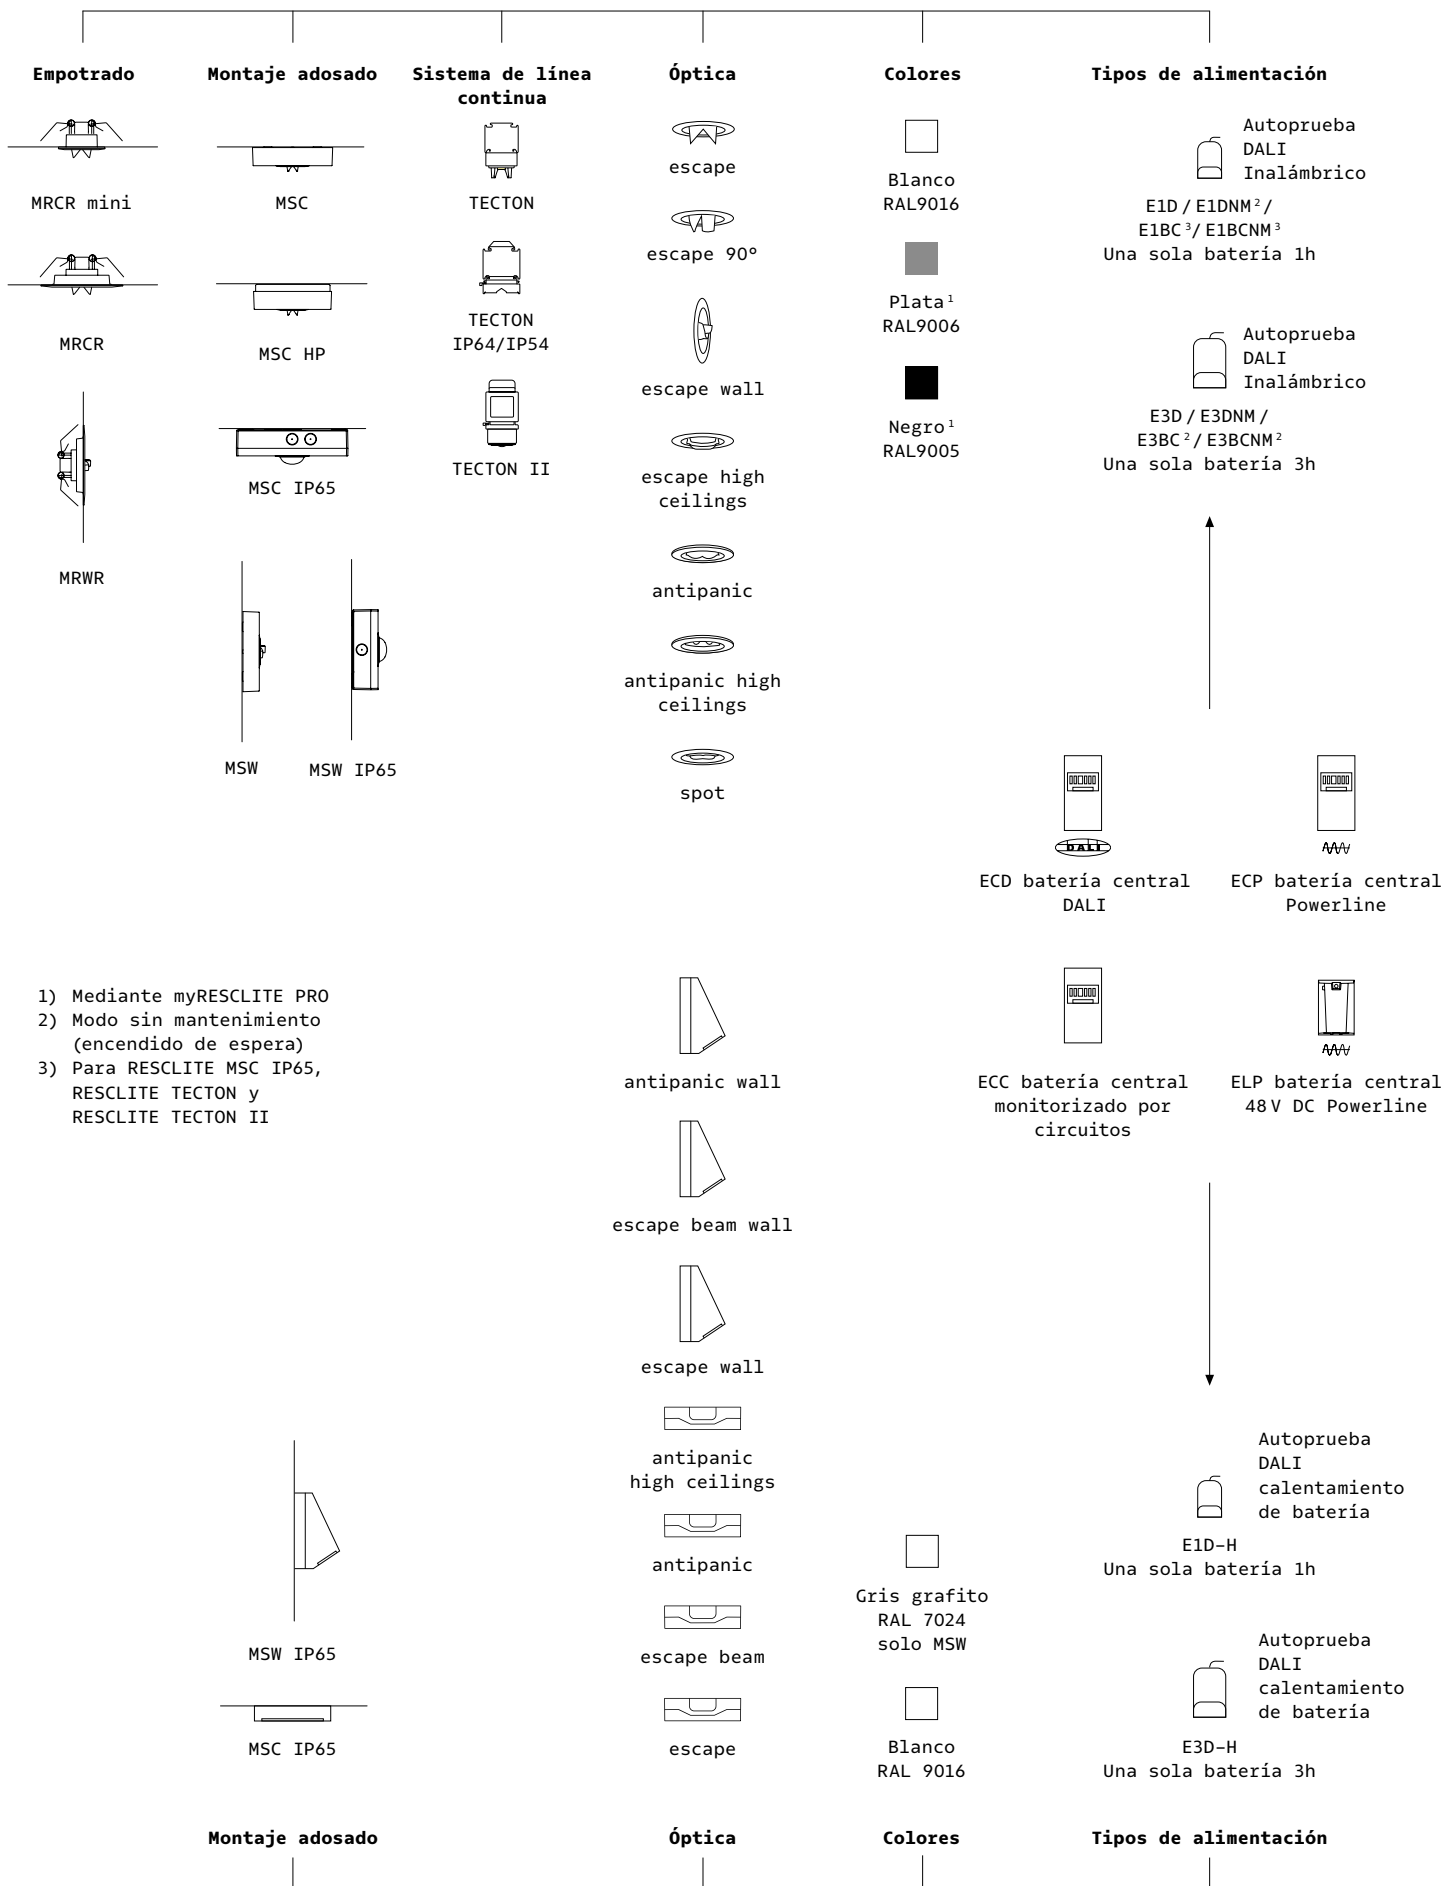 Empotrado
MRCR mini
MRCR
MRWR
Montaje adosado
MSC
MSC HP
MSC IP65
MSW
MSW IP65
Sistema de línea
continua
TECTON
TECTON
IP64/IP54
TECTON II
Óptica
escape
escape 90°
escape wall
escape high
ceilings
antipanic
antipanic high
ceilings
spot
Colores
Blanco
RAL9016
Plata¹
RAL9006
Negro¹
RAL9005
Tipos de alimentación
Autoprueba
DALI
Inalámbrico
E1D / E1DNM²/
E1BC³/ E1BCNM³
Una sola batería 1h
Autoprueba
DALI
Inalámbrico
E3D / E3DNM /
E3BC²/ E3BCNM²
Una sola batería 3h
DALI
ECD batería central
DALI
ECP batería central
Powerline
ECC batería central
monitorizado por
circuitos
ELP batería central
48 V DC Powerline
1) Mediante myRESCLITE PRO
2) Modo sin mantenimiento
(encendido de espera)
3) Para RESCLITE MSC IP65,
RESCLITE TECTON y
RESCLITE TECTON II
antipanic wall
escape beam wall
escape wall
antipanic
high ceilings
antipanic
escape beam
escape
MSW IP65
MSC IP65
Gris grafito
RAL 7024
solo MSW
Blanco
RAL 9016
Autoprueba
DALI
calentamiento
de batería
E1D-H
Una sola batería 1h
Autoprueba
DALI
calentamiento
de batería
E3D-H
Una sola batería 3h
Montaje adosado
Óptica
Colores
Tipos de alimentación